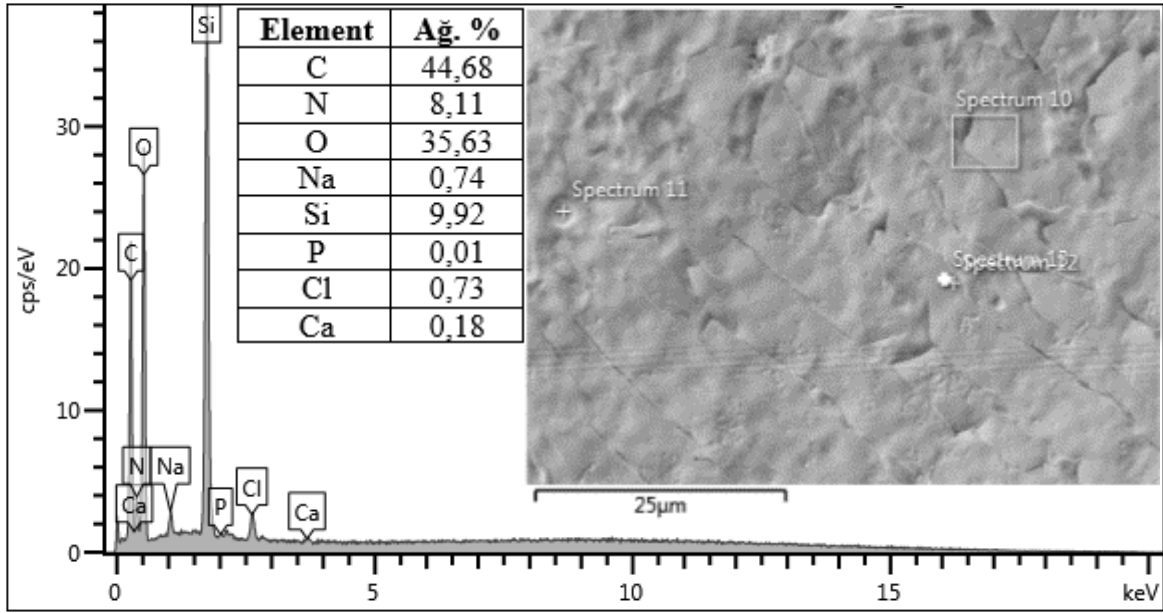 Element Ağ. %
C 44,68
N 8,11
O 35,63
Na 0,74
Si 9,92
P 0,01
Cl 0,73
Ca 0,18
cps/eV
30
20
10
0
Si
O
C
N
Na
Ca
P
Cl
Ca
0 5 10 15 keV
Spectrum 10
Spectrum 11
25µm